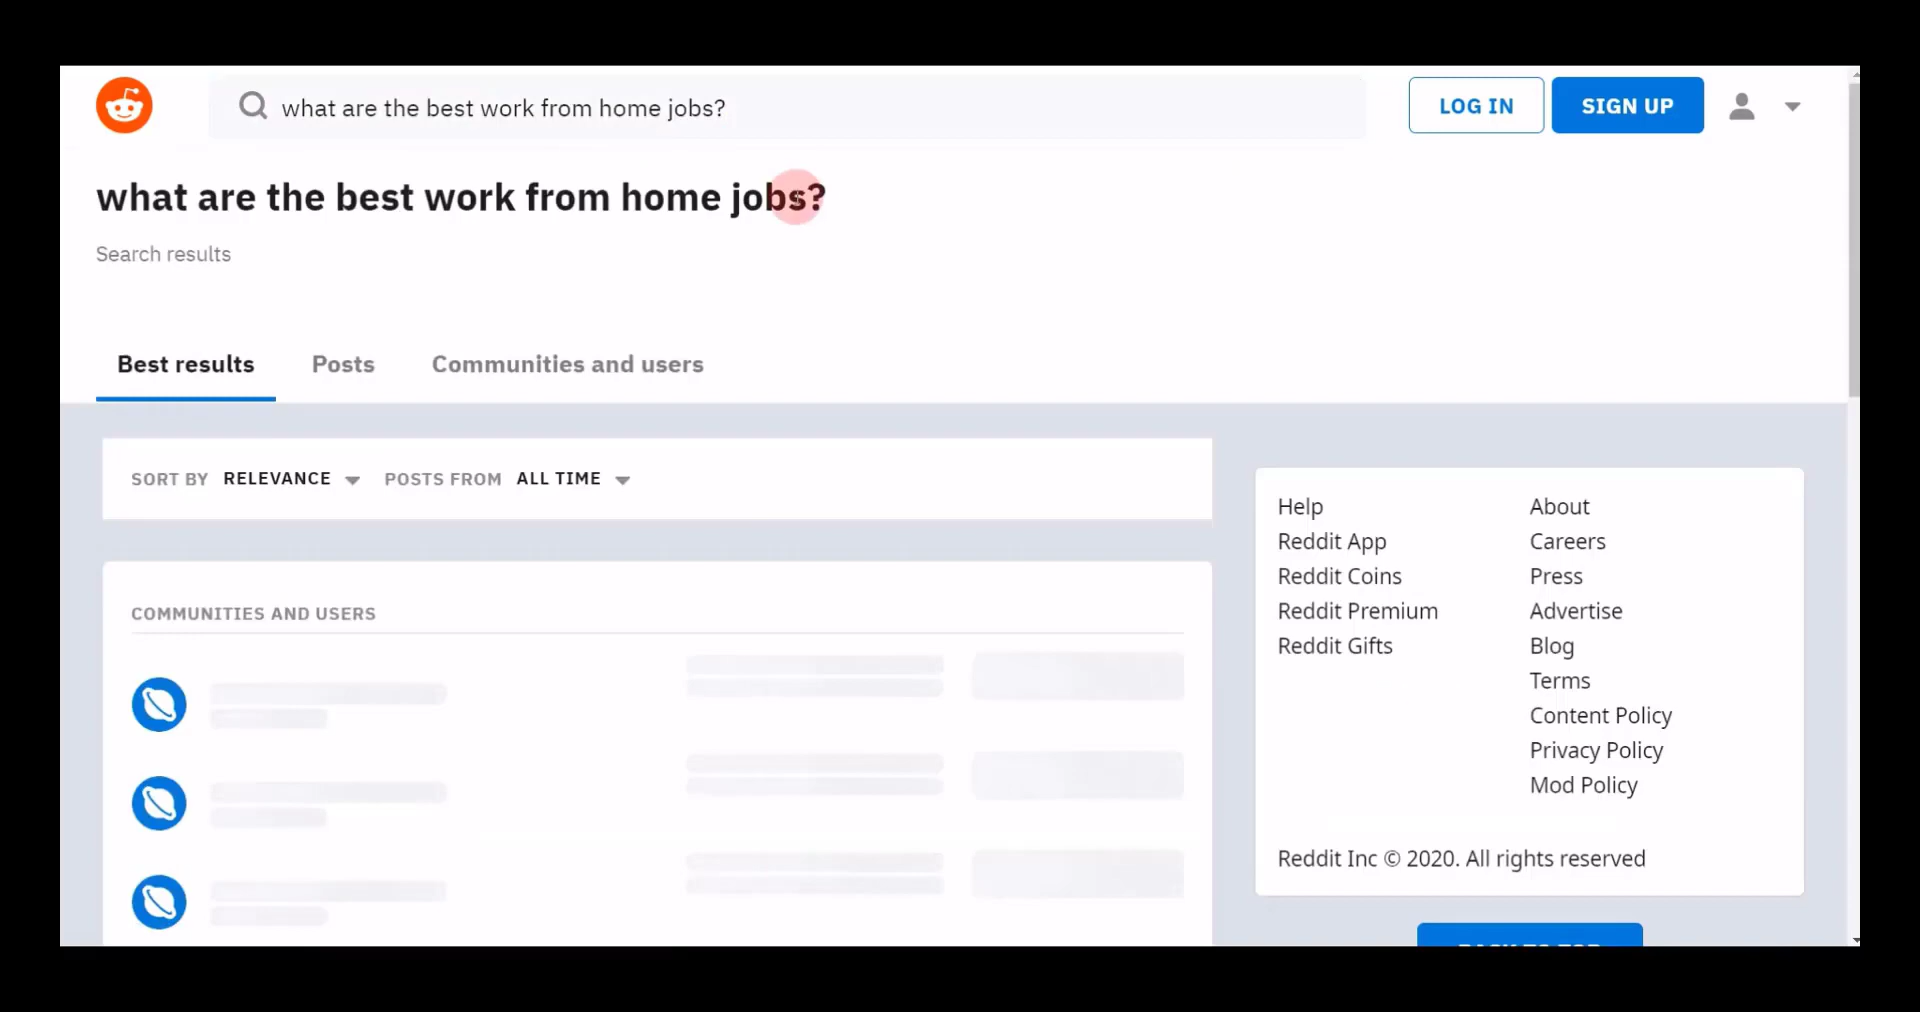 what are the best work from home jobs?
LOG IN
SIGN UP
what are the best work from home jobs?
Search results
Best results
Posts
Communities and users
SORT BY RELEVANCE
POSTS FROM ALL TIME
COMMUNITIES AND USERS
Help
Reddit App
Reddit Coins
Reddit Premium
Reddit Gifts
About
Careers
Press
Advertise
Blog
Terms
Content Policy
Privacy Policy
Mod Policy
Reddit Inc © 2020. All rights reserved
BACK TO TOP